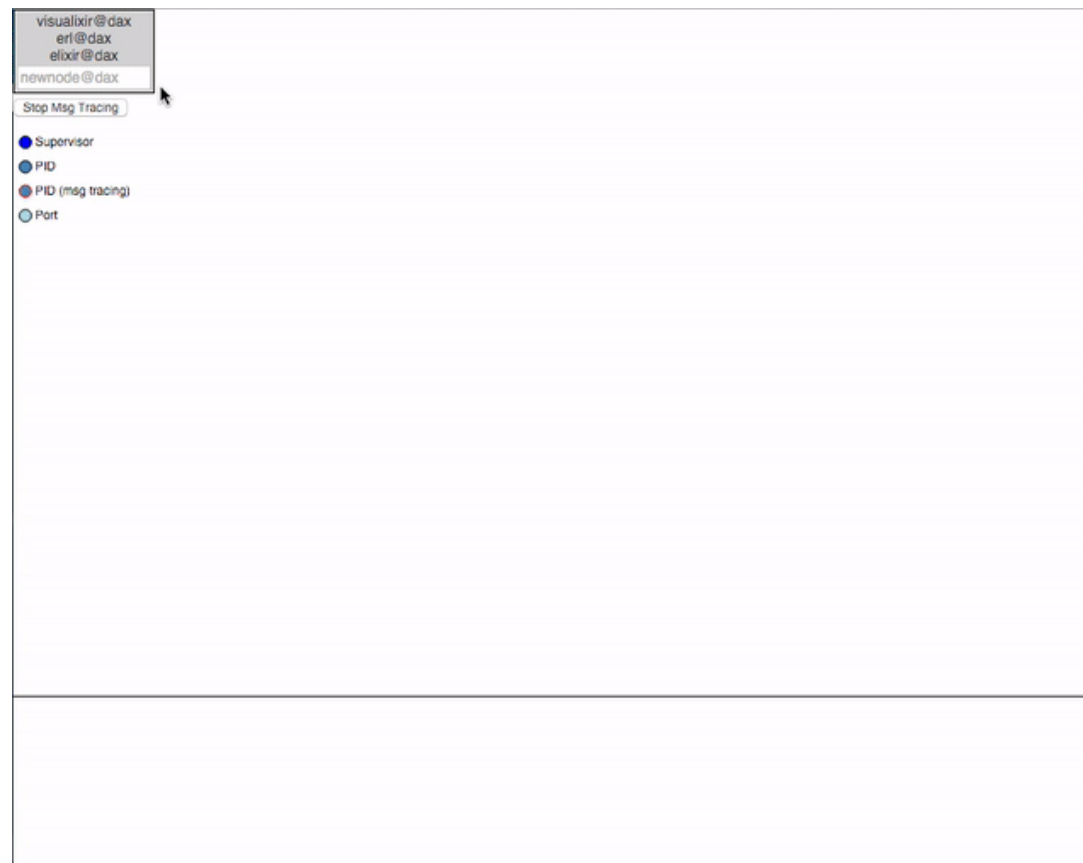 visualixir@dax
erl@dax
elixir@dax
newnode@dax
Stop Msg Tracing
Supervisor
PID
PID (msg tracing)
Port